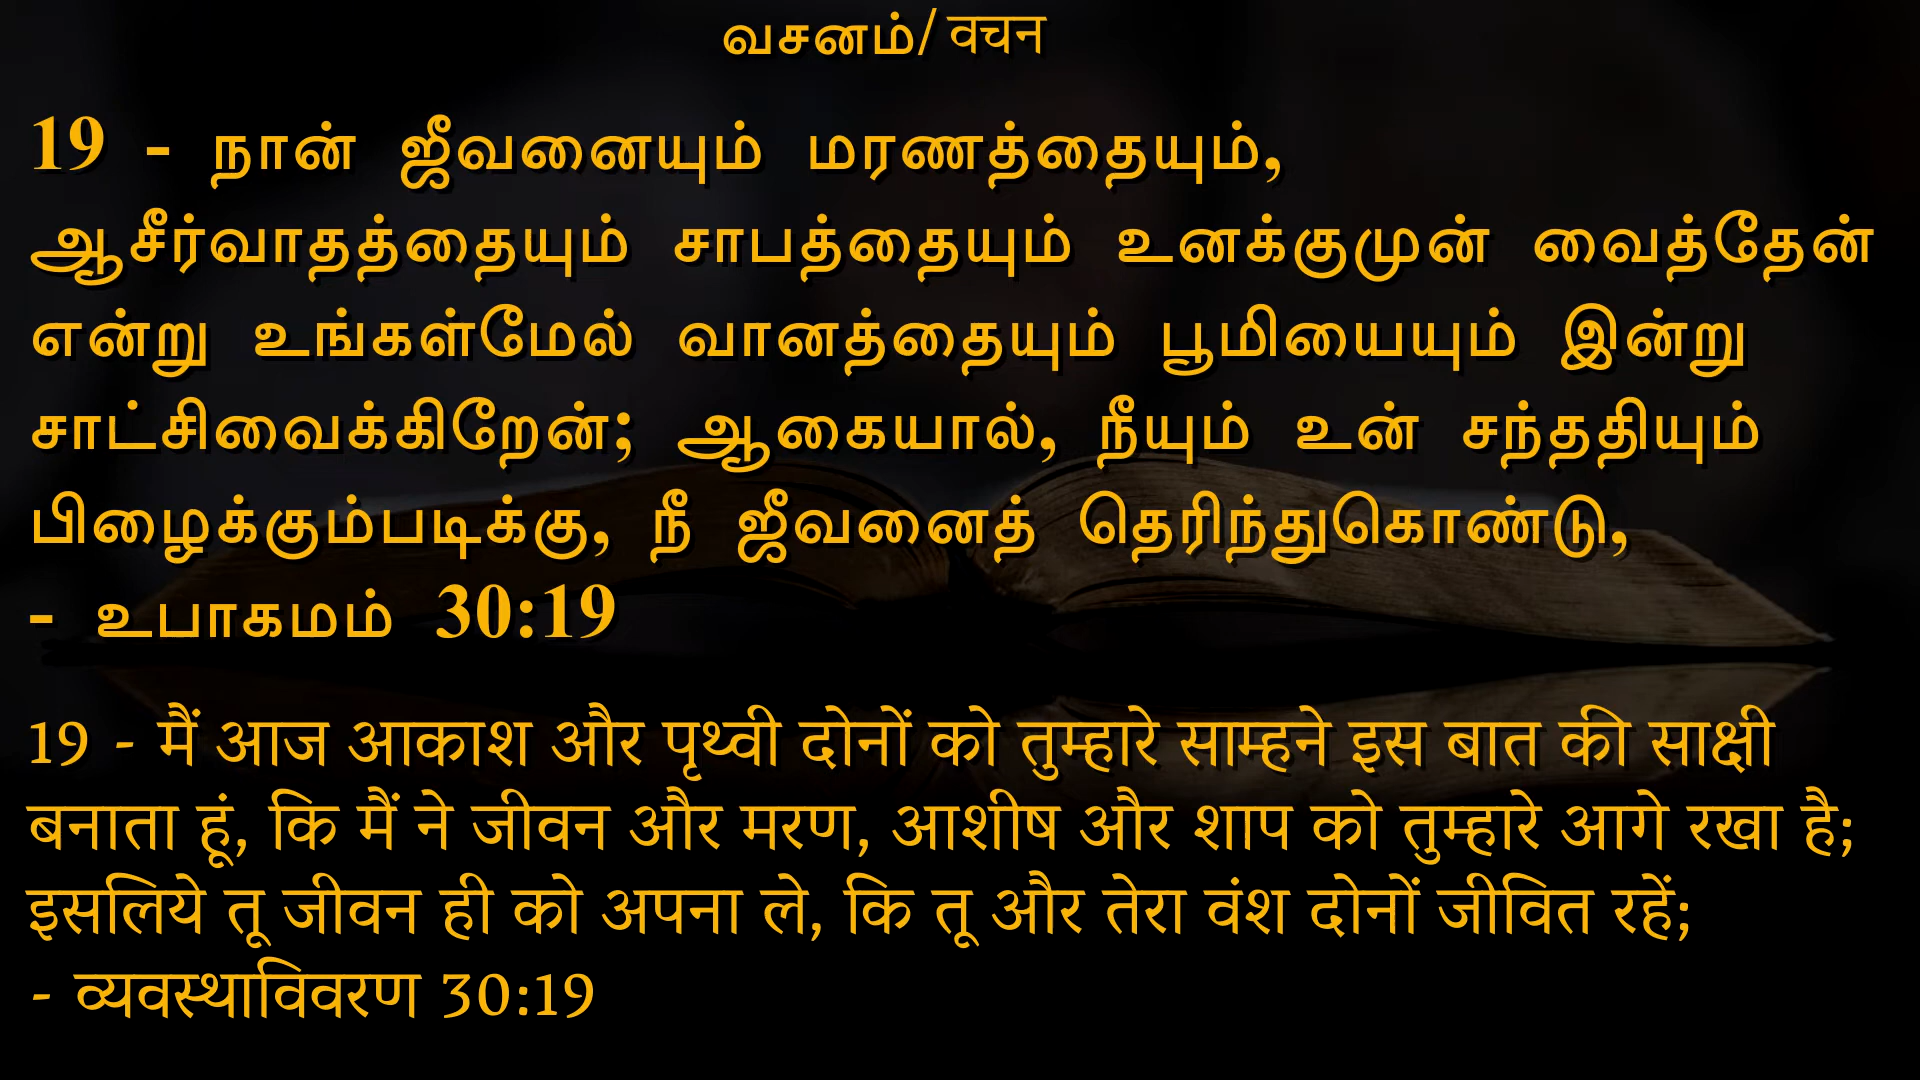 வசனம்/ वचन
19 - நான் ஜீவனையும் மரணத்தையும்,
ஆசீர்வாதத்தையும் சாபத்தையும் உனக்குமுன் வைத்தேன்
என்று உங்கள்மேல் வானத்தையும் பூமியையும் இன்று
சாட்சிவைக்கிறேன்; ஆகையால், நீயும் உன் சந்ததியும்
பிழைக்கும்படிக்கு, நீ ஜீவனைத் தெரிந்துகொண்டு,
- உபாகமம் 30:19
19 - मैं आज आकाश और पृथ्वी दोनों को तुम्हारे साम्हने इस बात की साक्षी
बनाता हूं, कि मैं ने जीवन और मरण, आशीष और शाप को तुम्हारे आगे रखा है;
इसलिये तू जीवन ही को अपना ले, कि तू और तेरा वंश दोनों जीवित रहें;
- व्यवस्थाविवरण 30:19